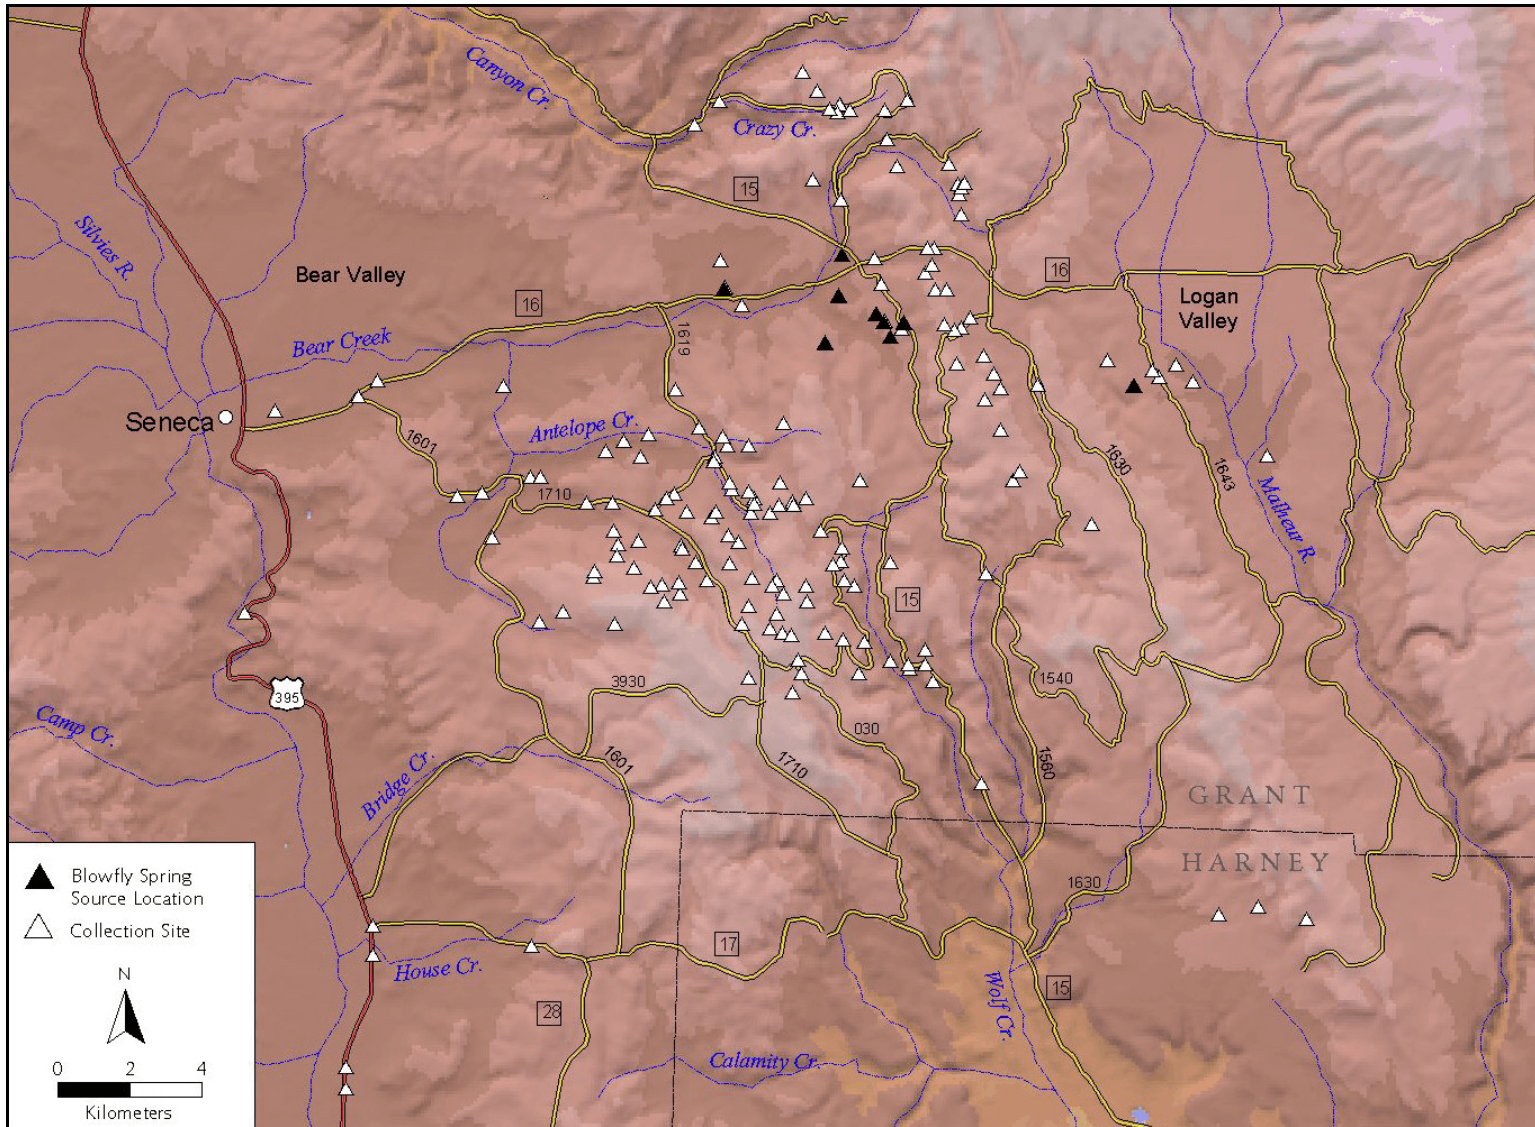 Canyon Cr.
Crazy Cr.
15
Silvies R.
Bear Valley
16
16
Logan
Valley
Bear Creek
1619
Seneca
Antelope Cr.
1601
1630
1643
1710
Malheur R.
15
395
3930
1540
Camp Cr.
030
Bridge Cr.
1601
1710
1560
GRANT
HARNEY
1630
Blowfly Spring
Source Location
Collection Site
N
0 2 4
Kilometers
17
House Cr.
28
Wolf Cr.
15
Calamity Cr.